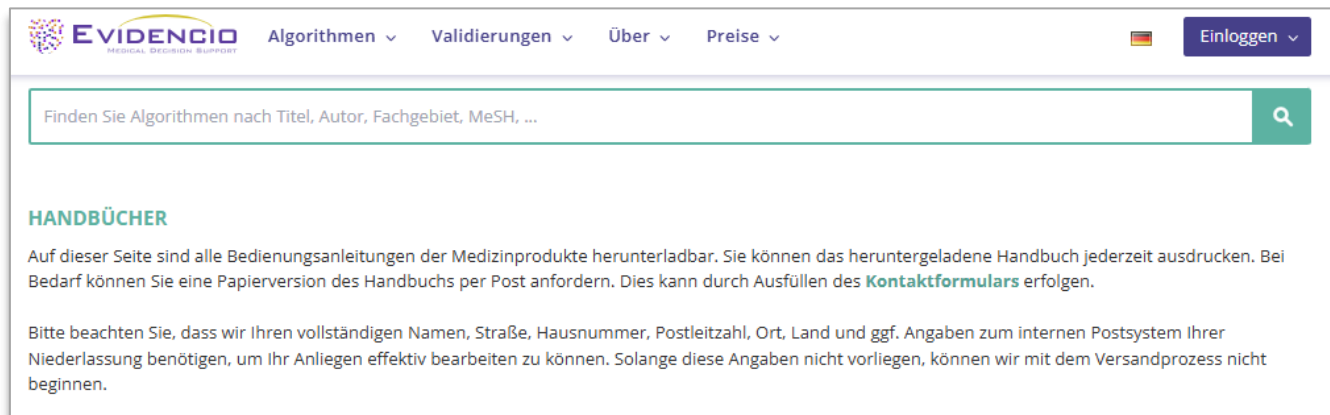 EVIDENCIO
MEDICAL DECISION SUPPORT
Algorithmen
Validierungen
Über
Preise
Einloggen
Finden Sie Algorithmen nach Titel, Autor, Fachgebiet, MeSH, ...
HANDBÜCHER
Auf dieser Seite sind alle Bedienungsanleitungen der Medizinprodukte herunterladbar. Sie können das heruntergeladene Handbuch jederzeit ausdrucken. Bei
Bedarf können Sie eine Papierversion des Handbuchs per Post anfordern. Dies kann durch Ausfüllen des Kontaktformulars erfolgen.
Bitte beachten Sie, dass wir Ihren vollständigen Namen, Straße, Hausnummer, Postleitzahl, Ort, Land und ggf. Angaben zum internen Postsystem Ihrer
Niederlassung benötigen, um Ihr Anliegen effektiv bearbeiten zu können. Solange diese Angaben nicht vorliegen, können wir mit dem Versandprozess nicht
beginnen.